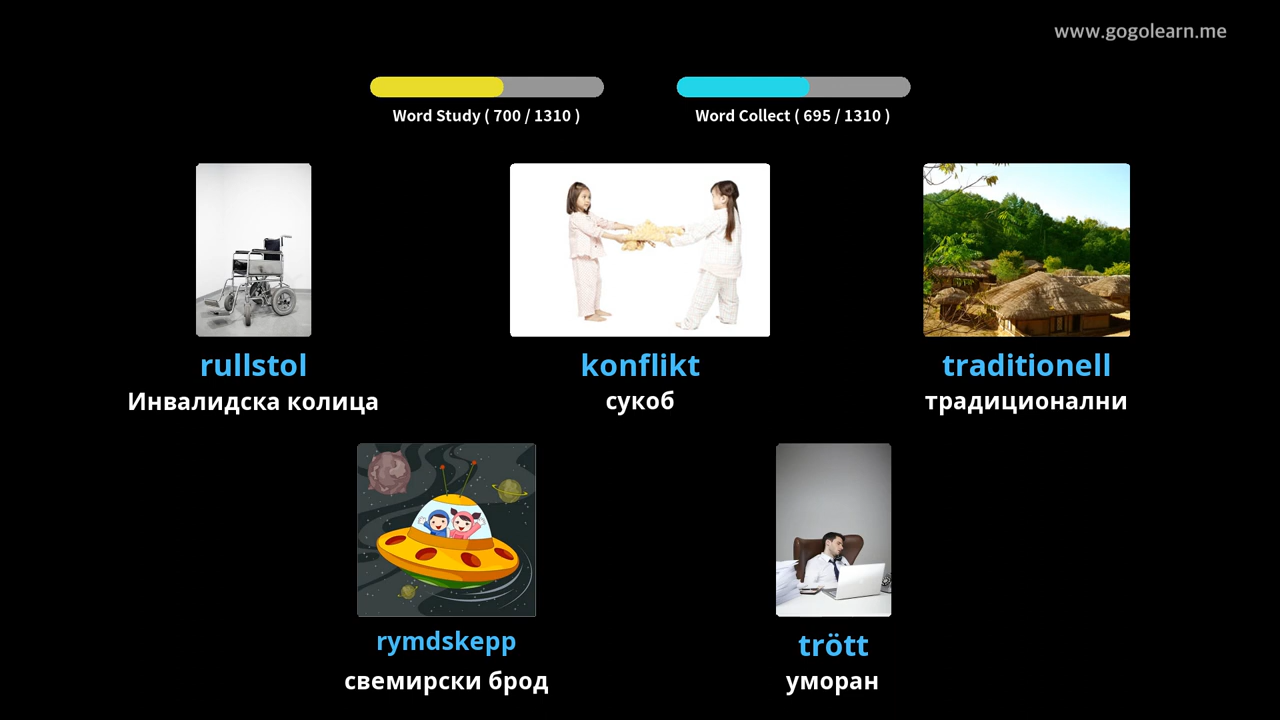 www.gogolearn.me
Word Study ( 700 / 1310 )
Word Collect ( 695 / 1310 )
rullstol
Инвалидска колица
konflikt
сукоб
traditionell
традиционални
rymdskepp
свемирски брод
trött
уморан